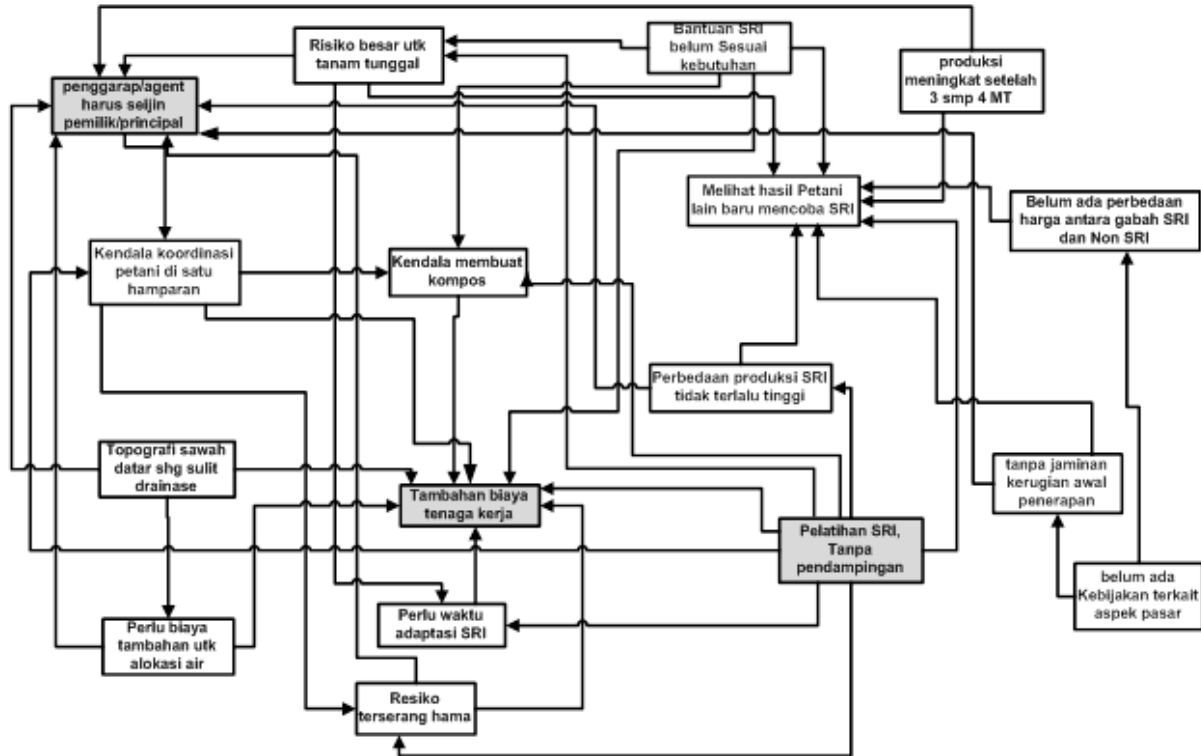 Risiko besar utk
tanam tunggal
Bantuan SRI
belum Sesuai
kebutuhan
produksi
meningkat setelah
3 smp 4 MT
penggarap/agent
harus seijin
pemilik/principal
Melihat hasil Petani
lain baru mencoba SRI
Belum ada perbedaan
harga antara gabah SRI
dan Non SRI
Kendala koordinasi
petani di satu
hamparan
Kendala membuat
kompos
Perbedaan produksi SRI
tidak terlalu tinggi
Topografi sawah
datar shg sulit
drainase
Tambahan biaya
tenaga kerja
tanpa jaminan
kerugian awal
penerapan
Pelatihan SRI,
Tanpa
pendampingan
belum ada
Kebijakan terkait
aspek pasar
Perlu biaya
tambahan utk
alokasi air
Perlu waktu
adaptasi SRI
Resiko
terserang hama